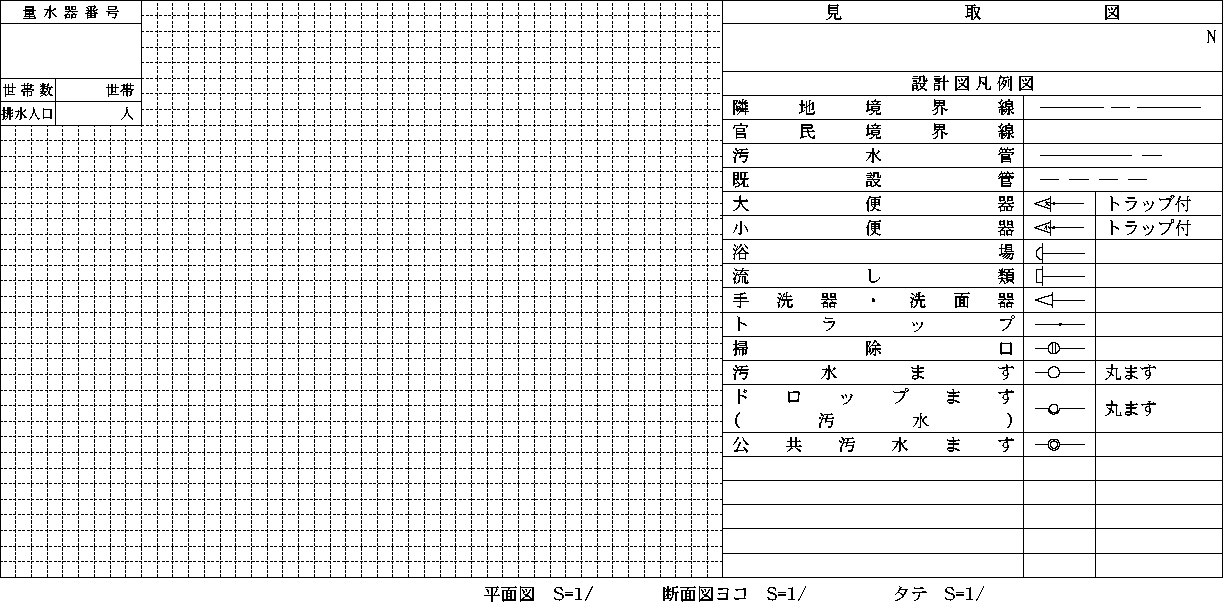 量水器番号
世帯数 世帯
排水人口 人
見取図
N
設計図凡例図
隣地境界線
官民境界線
汚水管
既設管
大便器 トラップ付
小便器 トラップ付
浴場
流し類
手洗器・洗面器
トラップ
掃除口
汚水ます 丸ます
ドロップます
(汚水) 丸ます
公共汚水ます
平面図 S=1/ 断面図ヨコ S=1/ タテ S=1/